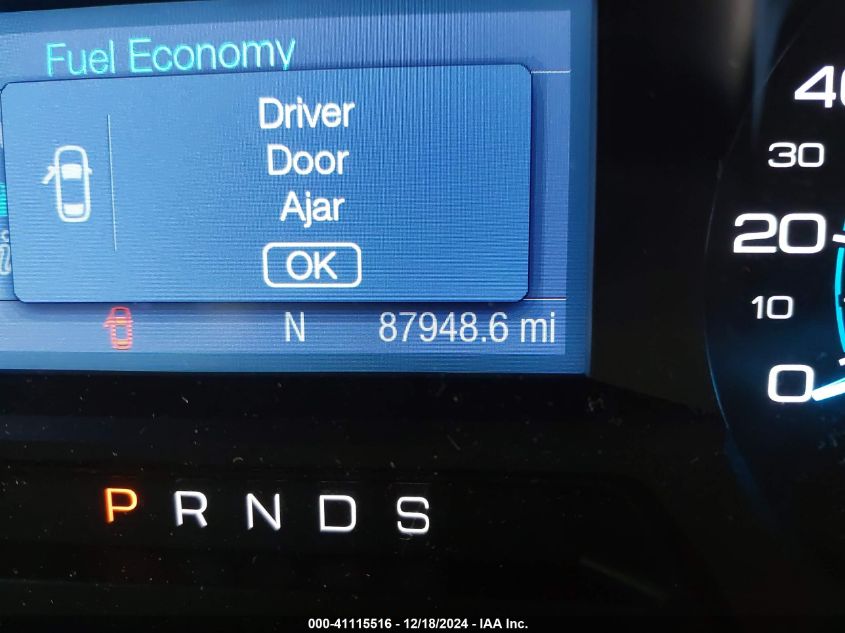 Fuel Economy
Driver
Door
Ajar
OK
N 87948.6 mi
30
20
10
0
P R N D S
000-41115516 - 12/18/2024 - IAA Inc.